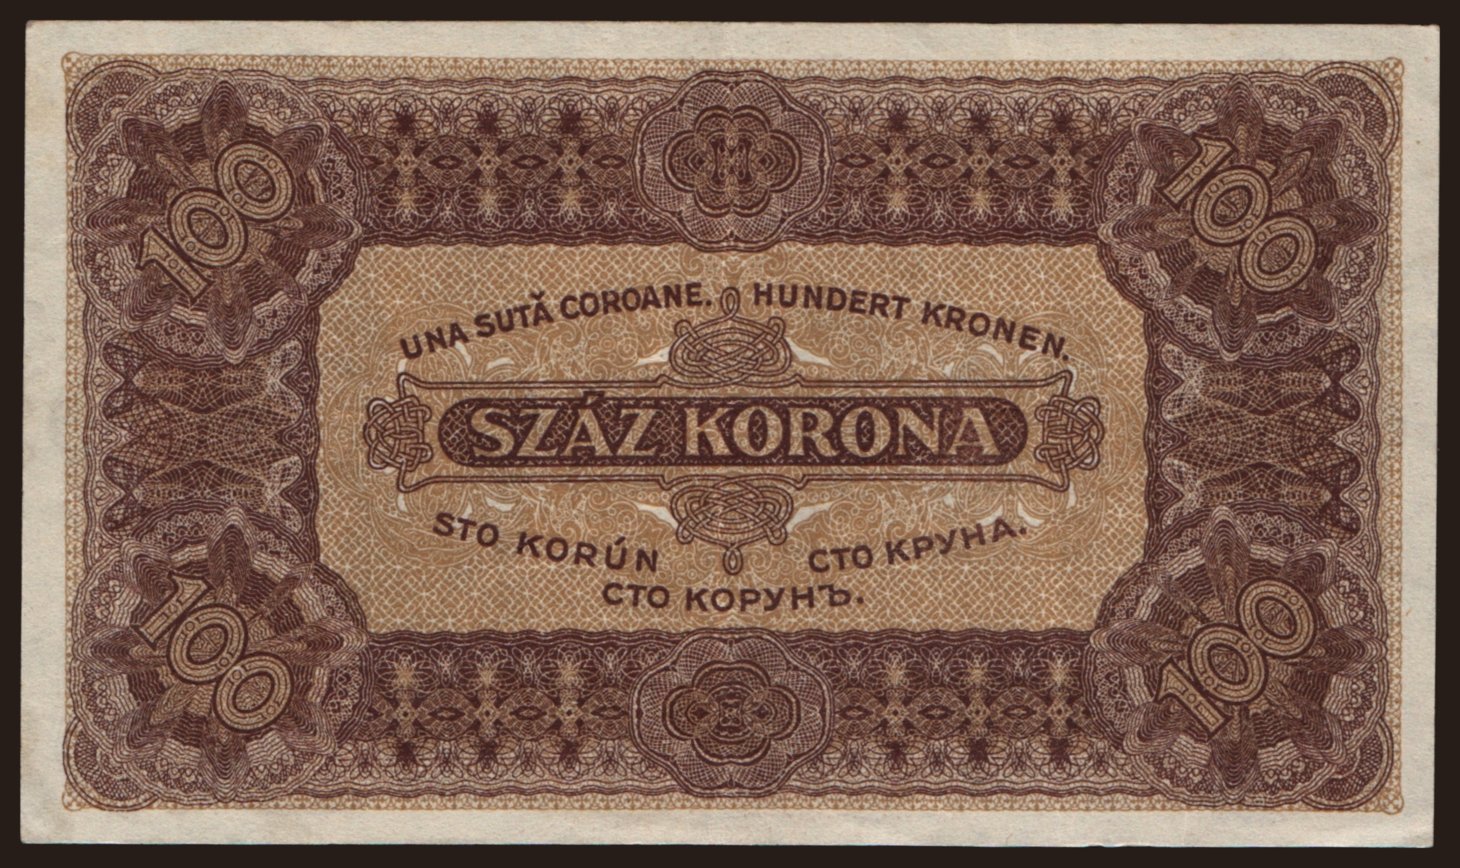 100
100
UNA SUTĂ COROANE.
HUNDERT KRONEN.
SZÁZ KORONA
STO KORÚN
СТО КРУНА.
СТО КОРУНЪ.
100
100